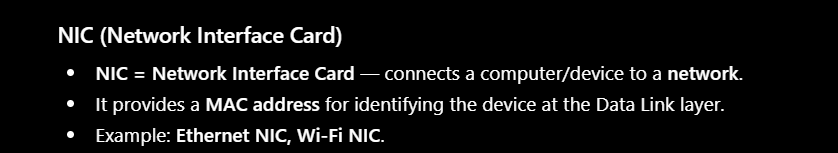 NIC (Network Interface Card)
• NIC = Network Interface Card — connects a computer/device to a network.
• It provides a MAC address for identifying the device at the Data Link layer.
• Example: Ethernet NIC, Wi-Fi NIC.